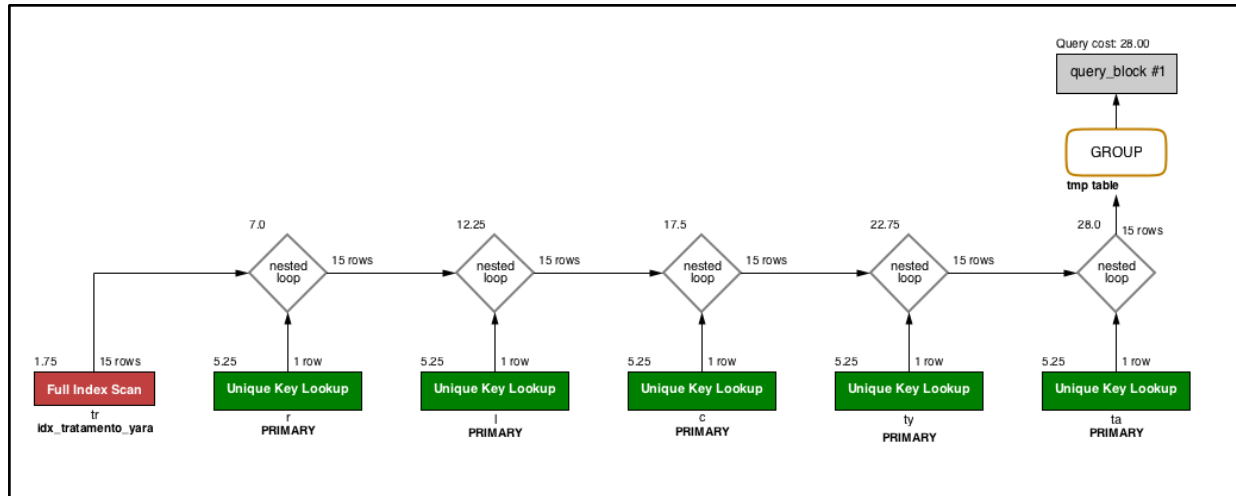 Query cost: 28.00
query_block #1
GROUP
tmp table
7.0
12.25
17.5
22.75
28.0
15 rows
nested
loop
15 rows
nested
loop
15 rows
nested
loop
15 rows
nested
loop
15 rows
nested
loop
1.75
15 rows
5.25
1 row
5.25
1 row
5.25
1 row
5.25
1 row
5.25
1 row
Full Index Scan
Unique Key Lookup
Unique Key Lookup
Unique Key Lookup
Unique Key Lookup
Unique Key Lookup
tr
idx_tratamento_yara
r
PRIMARY
l
PRIMARY
c
PRIMARY
ty
PRIMARY
ta
PRIMARY